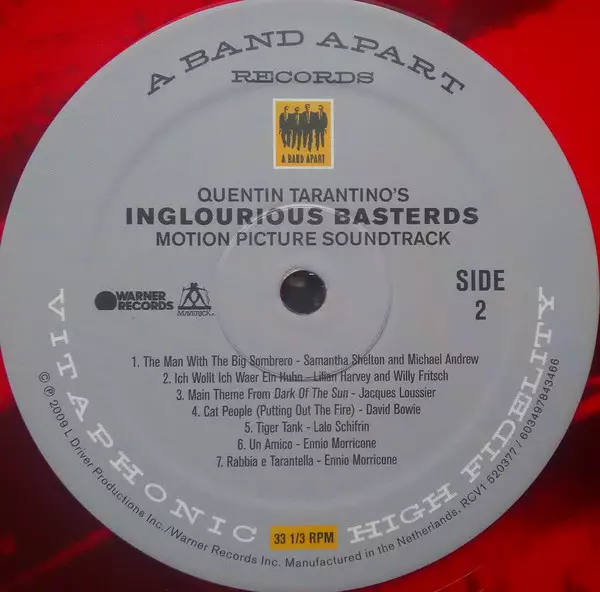 A BAND APART
RECORDS
A BAND APART
QUENTIN TARANTINO'S
INGLOURIOUS BASTERDS
MOTION PICTURE SOUNDTRACK
WARNER RECORDS
MAVERICK
SIDE
2
1. The Man With The Big Sombrero - Samantha Shelton and Michael Andrew
2. Ich Wollt Ich Waer Ein Huhn - Lilian Harvey and Willy Fritsch
3. Main Theme From Dark Of The Sun - Jacques Loussier
4. Cat People (Putting Out The Fire) - David Bowie
5. Tiger Tank - Lalo Schifrin
6. Un Amico - Ennio Morricone
7. Rabbia e Tarantella - Ennio Morricone
VITAPHONIC HIGH FIDELITY
33 1/3 RPM
© ℗ 2009 L Driver Productions Inc./Warner Records Inc. Manufactured in the Netherlands, RCV1 520377 / 603497843466